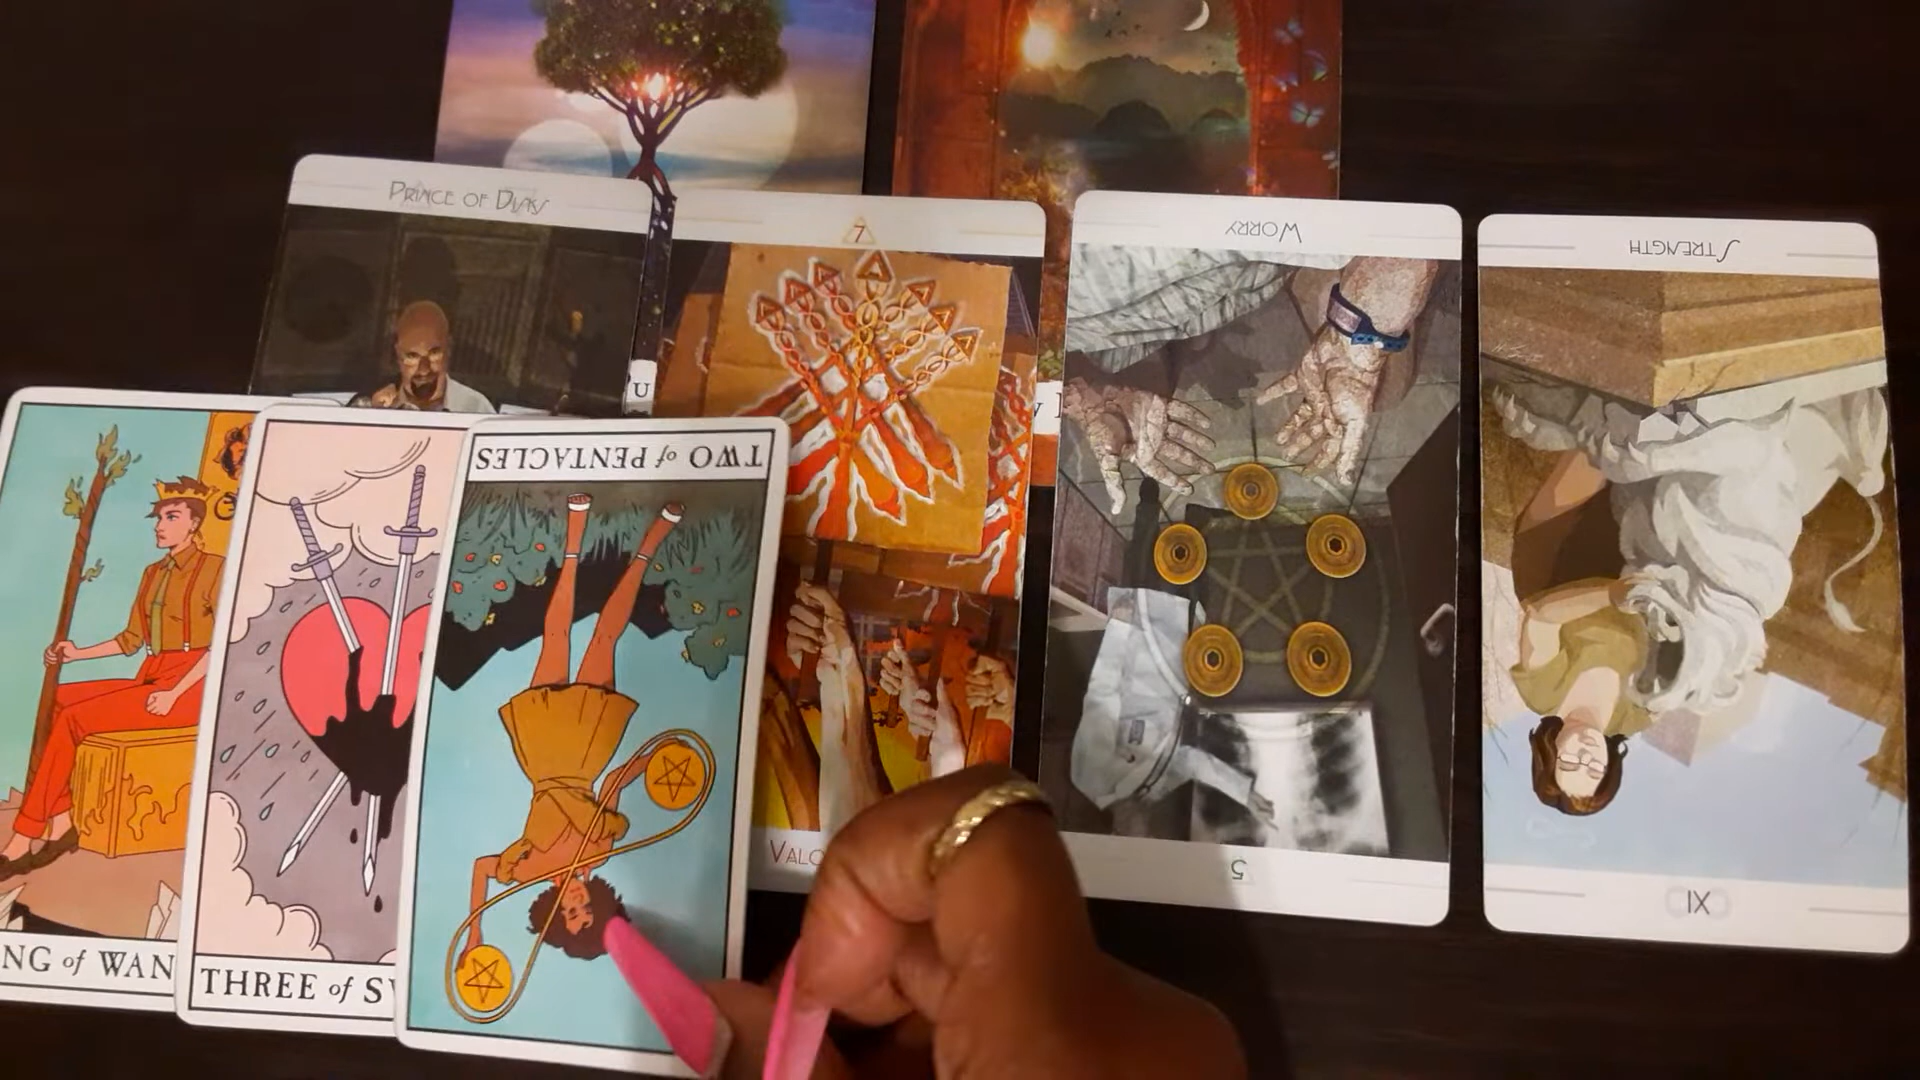 PRINCE OF DISKS
7
WORRY
STRENGTH
U
TWO of PENTACLES
VALO
5
XI
NG of WAN
THREE of S